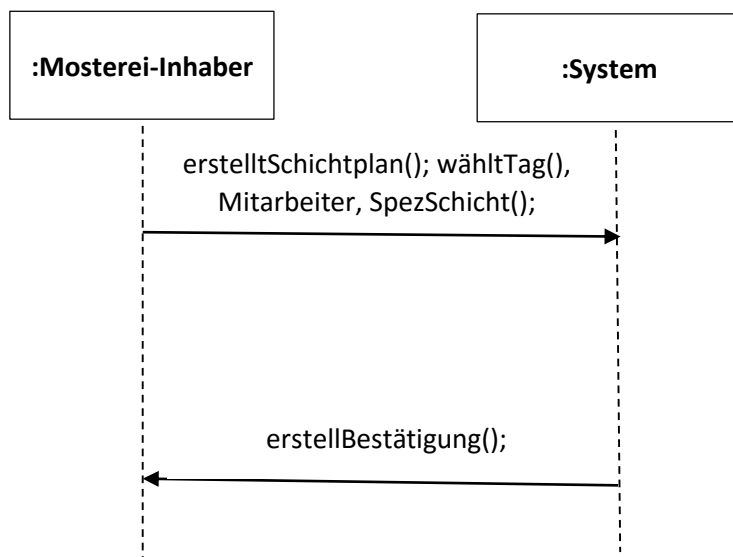 :Mosterei-Inhaber
:System
erstelltSchichtplan(); wähltTag(),
Mitarbeiter, SpezSchicht();
erstellBestätigung();